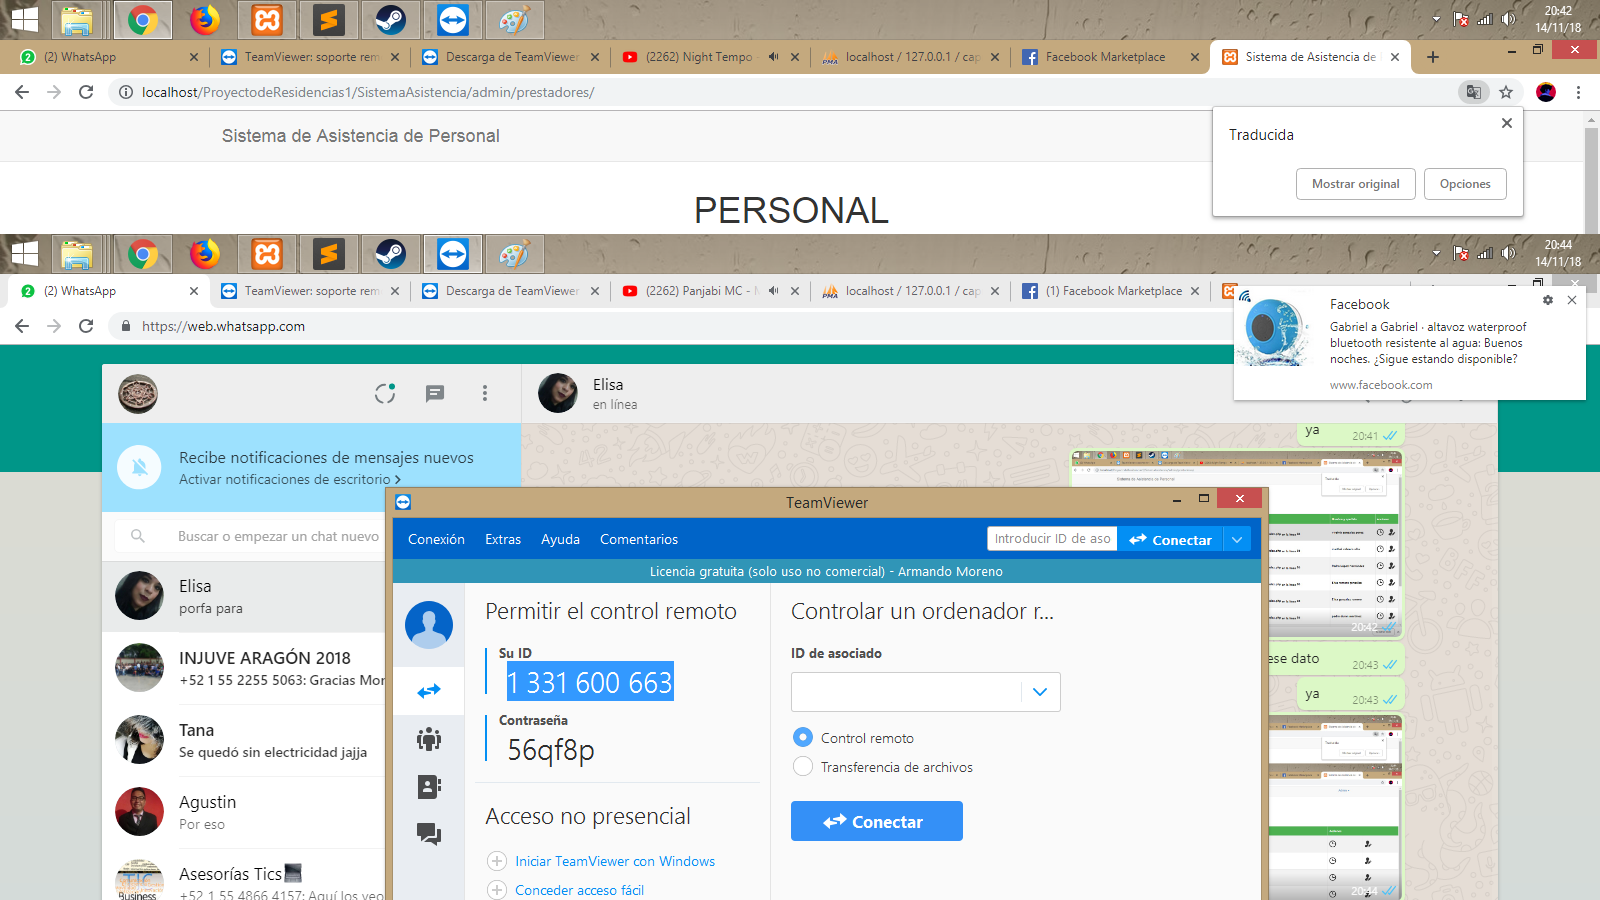 20:42
14/11/18
2
(2) WhatsApp
TeamViewer: soporte rem
Descarga de TeamViewer
(2262) Night Tempo -
localhost / 127.0.0.1 / cap
Facebook Marketplace
Sistema de Asistencia de
localhost/ProyectodeResidencias1/SistemaAsistencia/admin/prestadores/
Traducida
Mostrar original
Opciones
Sistema de Asistencia de Personal
PERSONAL
20:44
14/11/18
2
(2) WhatsApp
TeamViewer: soporte rem
Descarga de TeamViewer
(2262) Panjabi MC -
localhost / 127.0.0.1 / cap
(1) Facebook Marketplace
https://web.whatsapp.com
Facebook
Gabriel a Gabriel · altavoz waterproof
bluetooth resistente al agua: Buenos
noches. ¿Sigue estando disponible?
www.facebook.com
Elisa
en línea
Recibe notificaciones de mensajes nuevos
Activar notificaciones de escritorio >
Buscar o empezar un chat nuevo
Elisa
porfa para
INJUVE ARAGÓN 2018
+52 1 55 2255 5063: Gracias Mor
Tana
Se quedó sin electricidad jajja
Agustin
Por eso
Asesorías Tics
+52 1 55 4866 4157: Aquí los veo
TIC
Business
ya
20:41
20:42
ese dato
20:43
ya
20:43
20:44
TeamViewer
Conexión
Extras
Ayuda
Comentarios
Introducir ID de aso
Conectar
Licencia gratuita (solo uso no comercial) - Armando Moreno
Permitir el control remoto
Su ID
1 331 600 663
Contraseña
56qf8p
Acceso no presencial
Iniciar TeamViewer con Windows
Conceder acceso fácil
Controlar un ordenador r...
ID de asociado
Control remoto
Transferencia de archivos
Conectar